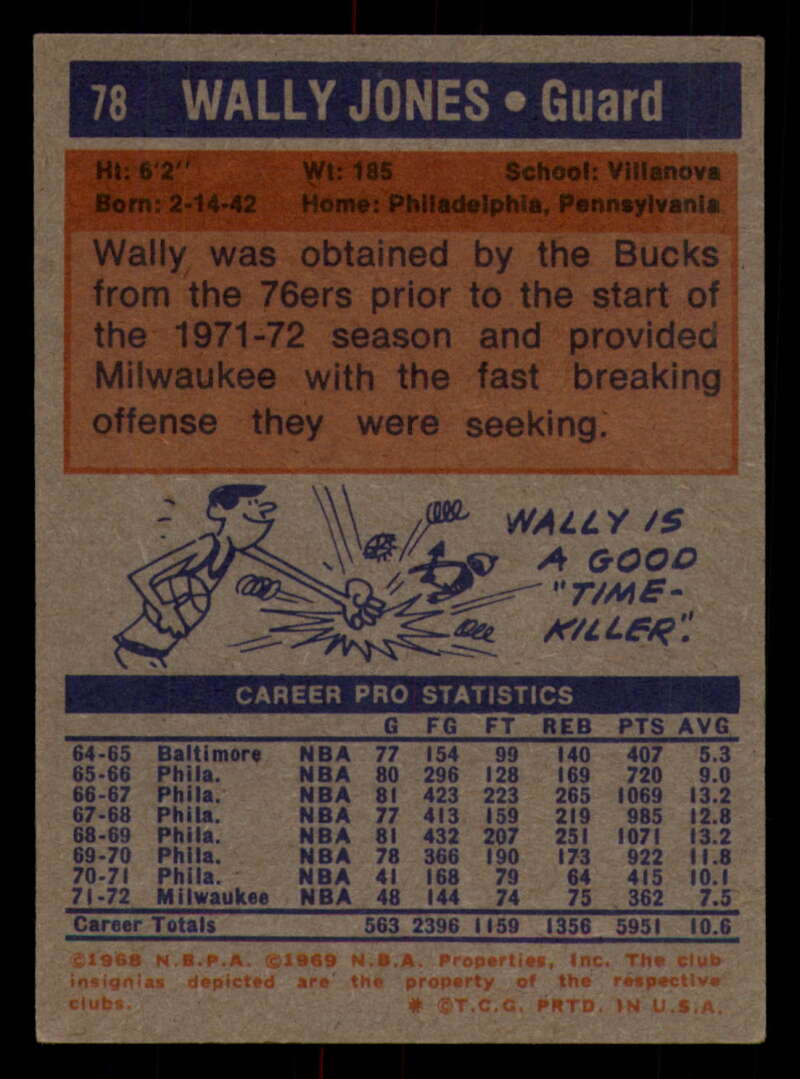 78 WALLY JONES • Guard
Ht: 6'2" Wt: 185 School: Villanova
Born: 2-14-42 Home: Philadelphia, Pennsylvania
Wally was obtained by the Bucks
from the 76ers prior to the start of
the 1971-72 season and provided
Milwaukee with the fast breaking
offense they were seeking.
WALLY IS
A GOOD
"TIME-
KILLER".
CAREER PRO STATISTICS
G FG FT REB PTS AVG
64-65 Baltimore NBA 77 154 99 140 407 5.3
65-66 Phila. NBA 80 296 128 169 720 9.0
66-67 Phila. NBA 81 423 223 265 1069 13.2
67-68 Phila. NBA 77 413 159 219 985 12.8
68-69 Phila. NBA 81 432 207 251 1071 13.2
69-70 Phila. NBA 78 366 190 173 922 11.8
70-71 Phila. NBA 41 168 79 64 415 10.1
71-72 Milwaukee NBA 48 144 74 75 362 7.5
Career Totals 563 2396 1159 1356 5951 10.6
©1968 N.B.P.A. ©1969 N.B.A. Properties, Inc. The club
insignias depicted are the property of the respective
clubs. * ©T.C.G. PRTD. IN U.S.A.